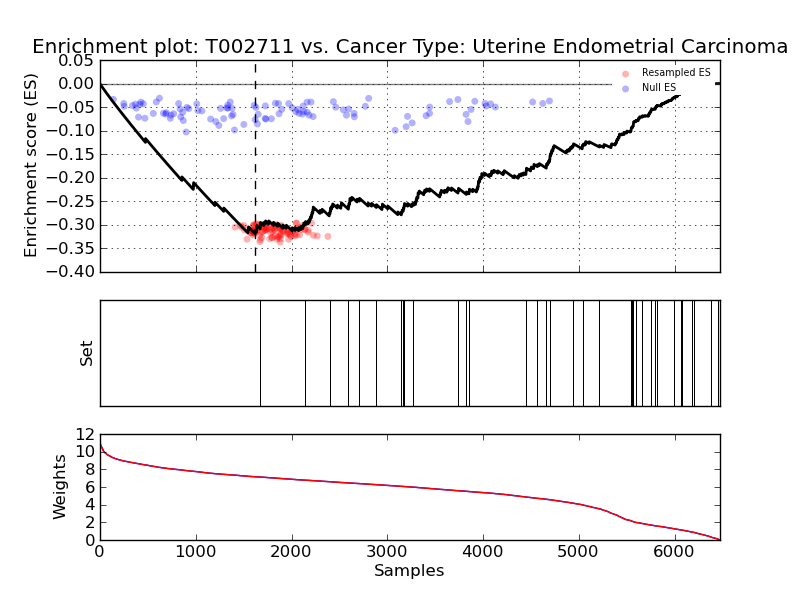 Enrichment plot: T002711 vs. Cancer Type: Uterine Endometrial Carcinoma
Enrichment score (ES)
0.05
0.00
−0.05
−0.10
−0.15
−0.20
−0.25
−0.30
−0.35
−0.40
Resampled ES
Null ES
Set
Weights
12
10
8
6
4
2
0
0 1000 2000 3000 4000 5000 6000
Samples